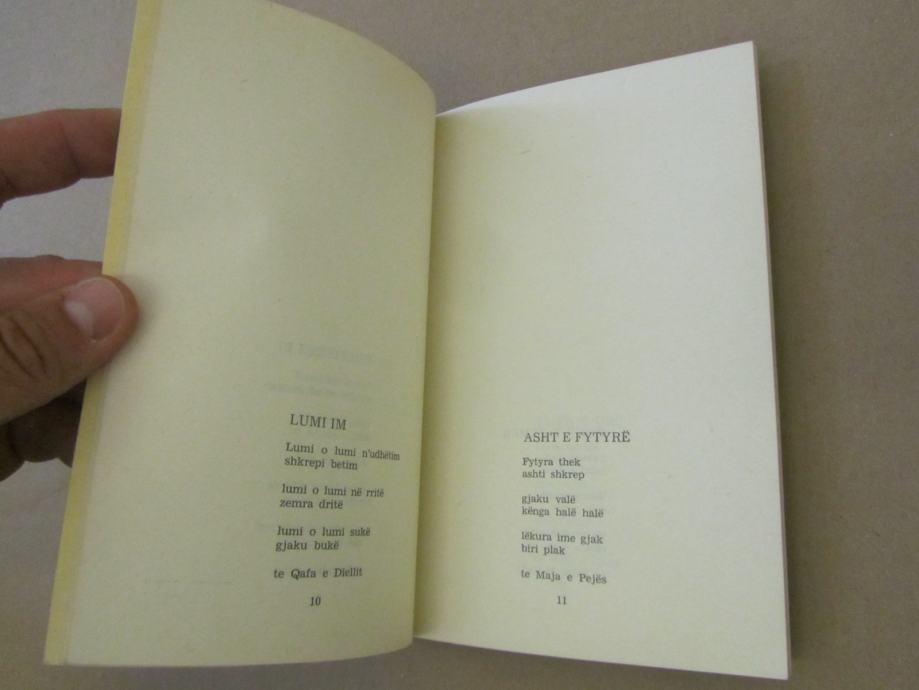 LUMI IM
Lumi o lumi n'udhëtim
shkrepi betim
lumi o lumi në rritë
zemra dritë
lumi o lumi sukë
gjaku bukë
te Qafa e Diellit
10
ASHT E FYTYRË
Fytyra thek
ashti shkrep
gjaku valë
kënga halë halë
lëkura ime gjak
biri plak
te Maja e Pejës
11